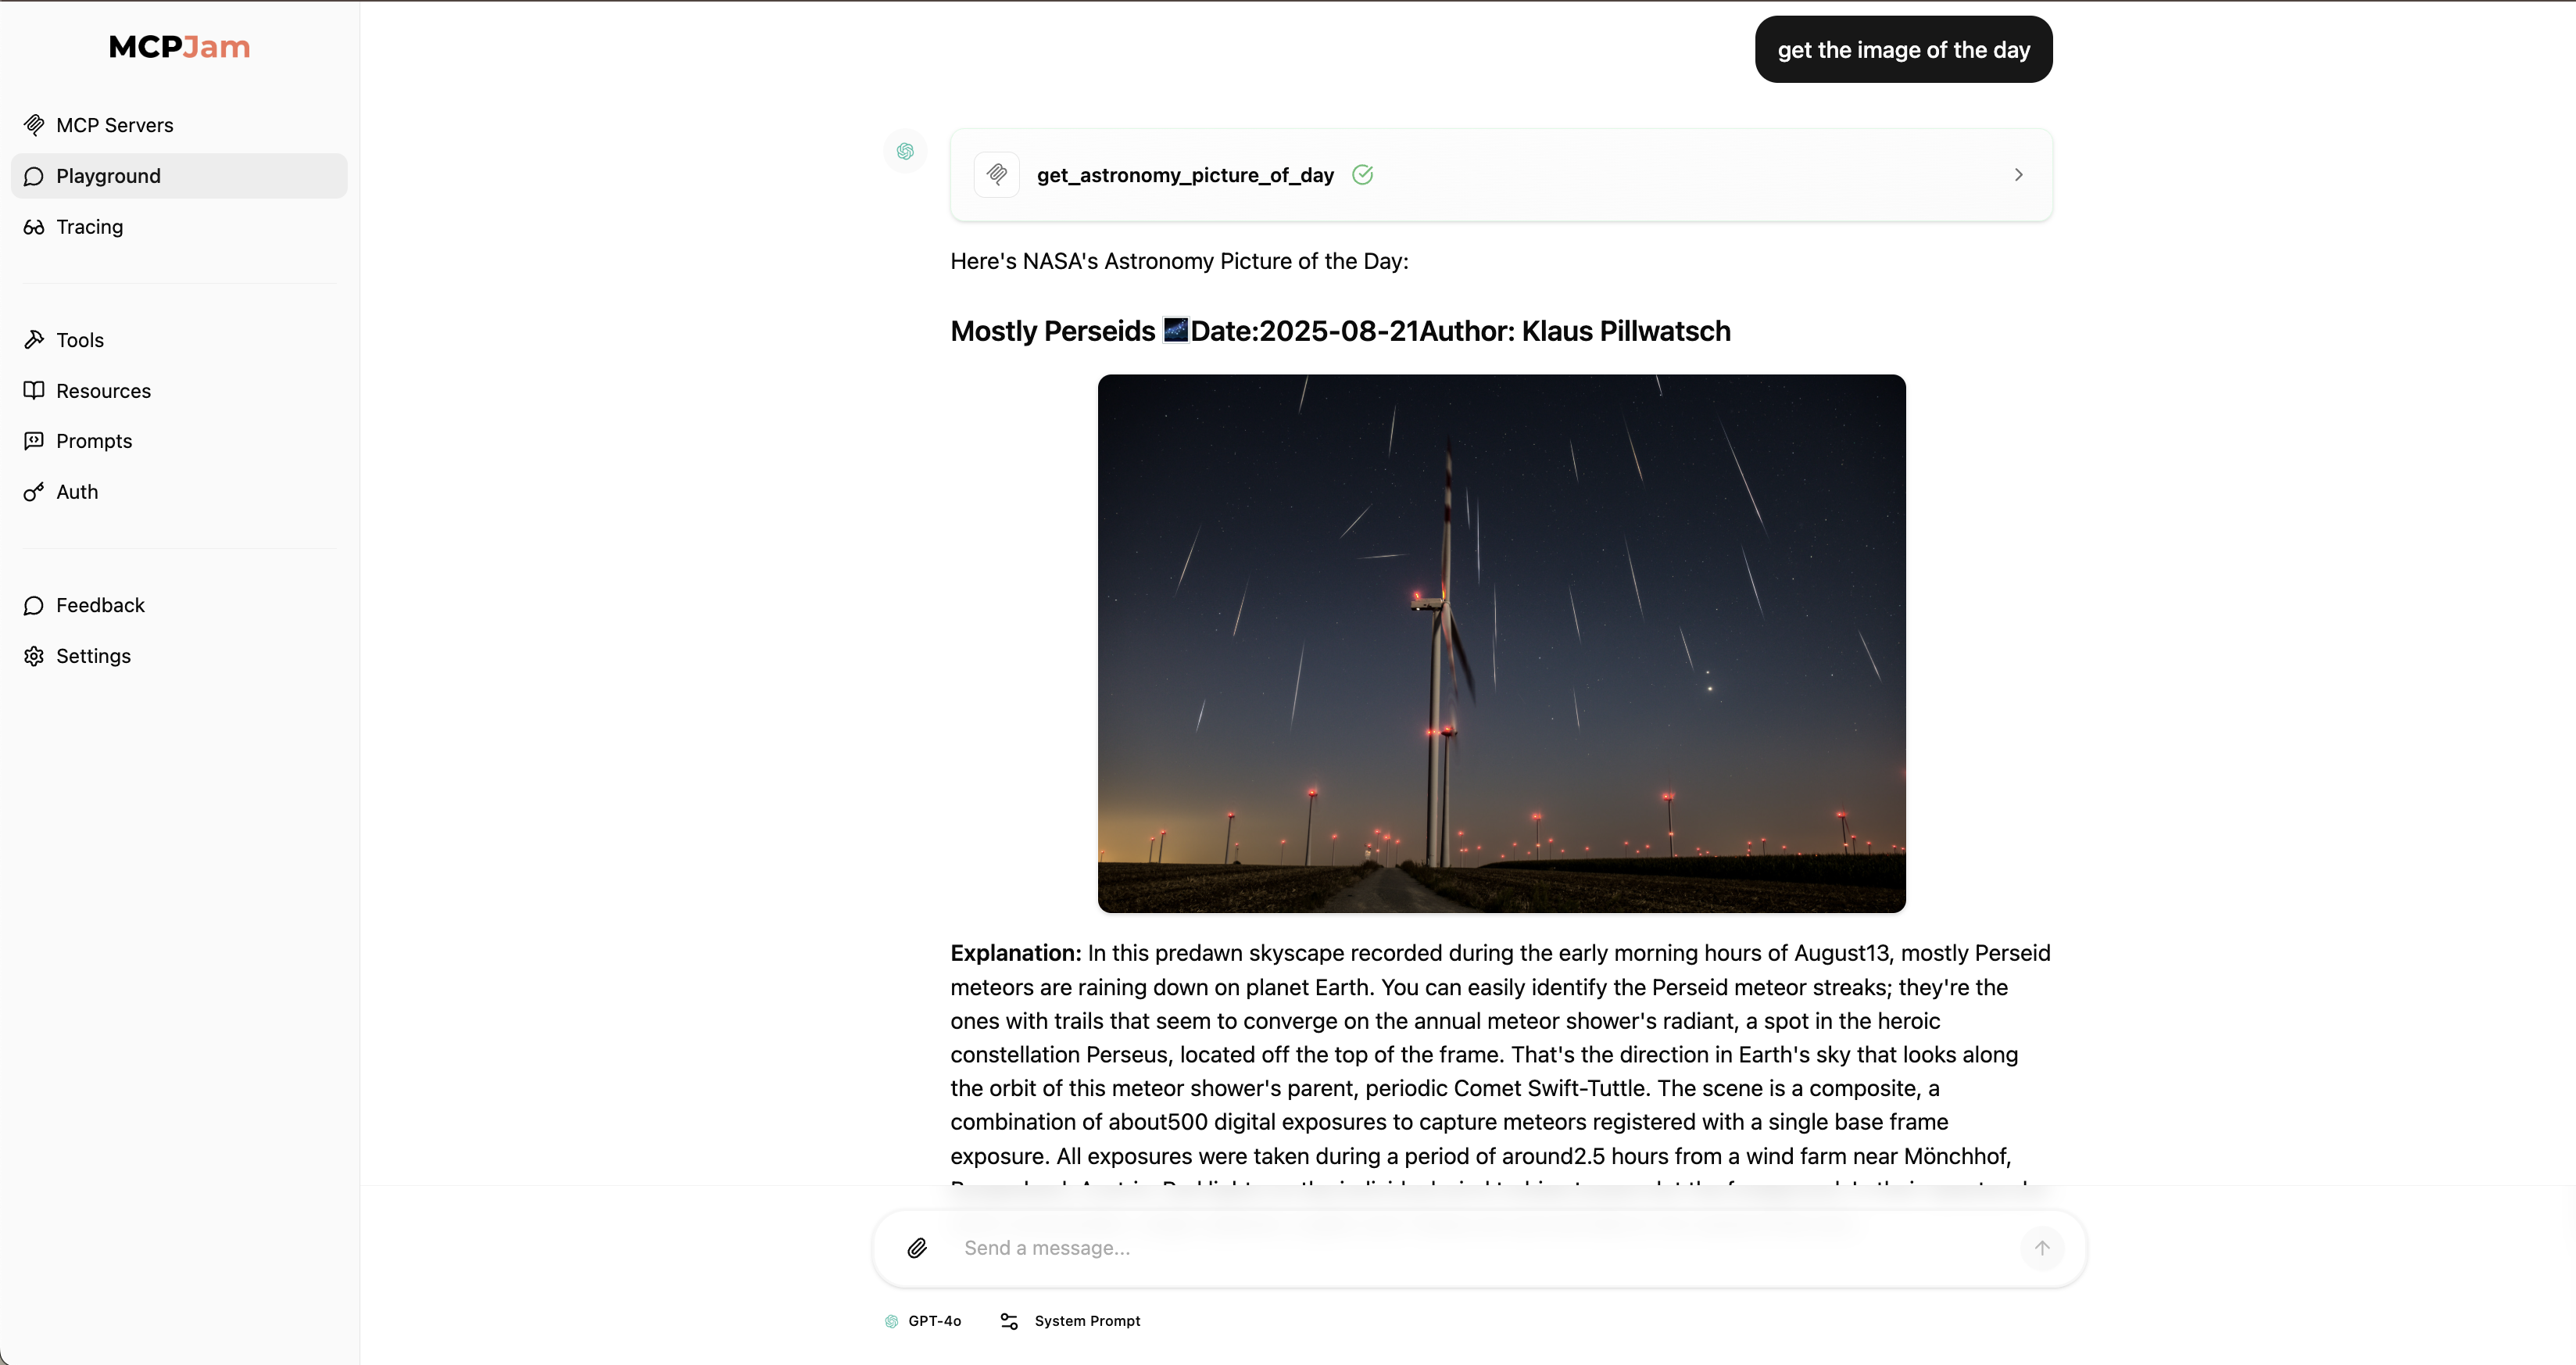 MCPJam
MCP Servers
Playground
Tracing
Tools
Resources
Prompts
Auth
Feedback
Settings
get the image of the day
get_astronomy_picture_of_day
Here's NASA's Astronomy Picture of the Day:
Mostly Perseids 🌌Date:2025-08-21Author: Klaus Pillwatsch
Explanation: In this predawn skyscape recorded during the early morning hours of August13, mostly Perseid
meteors are raining down on planet Earth. You can easily identify the Perseid meteor streaks; they're the
ones with trails that seem to converge on the annual meteor shower's radiant, a spot in the heroic
constellation Perseus, located off the top of the frame. That's the direction in Earth's sky that looks along
the orbit of this meteor shower's parent, periodic Comet Swift-Tuttle. The scene is a composite, a
combination of about500 digital exposures to capture meteors registered with a single base frame
exposure. All exposures were taken during a period of around2.5 hours from a wind farm near Mönchhof,
Send a message...
GPT-4o
System Prompt